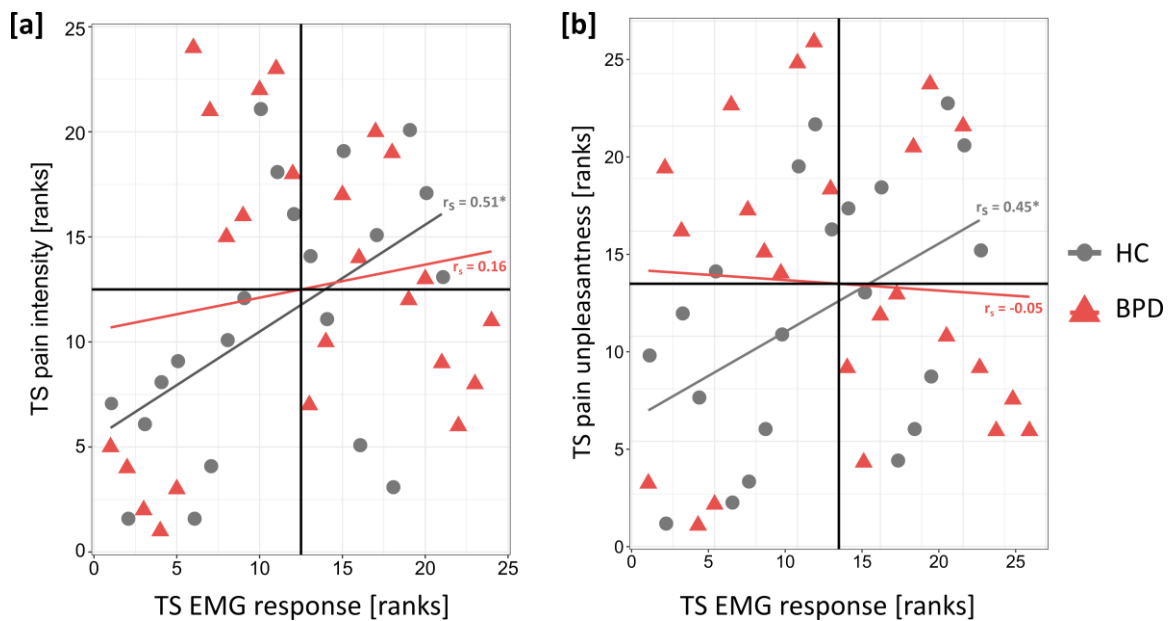 [a]
TS pain intensity [ranks]
25
20
15
10
5
0
0 5 10 15 20 25
TS EMG response [ranks]
rs = 0.51*
rs = 0.16
[b]
TS pain unpleasantness [ranks]
25
20
15
10
5
0
0 5 10 15 20 25
TS EMG response [ranks]
rs = 0.45*
rs = -0.05
HC
BPD